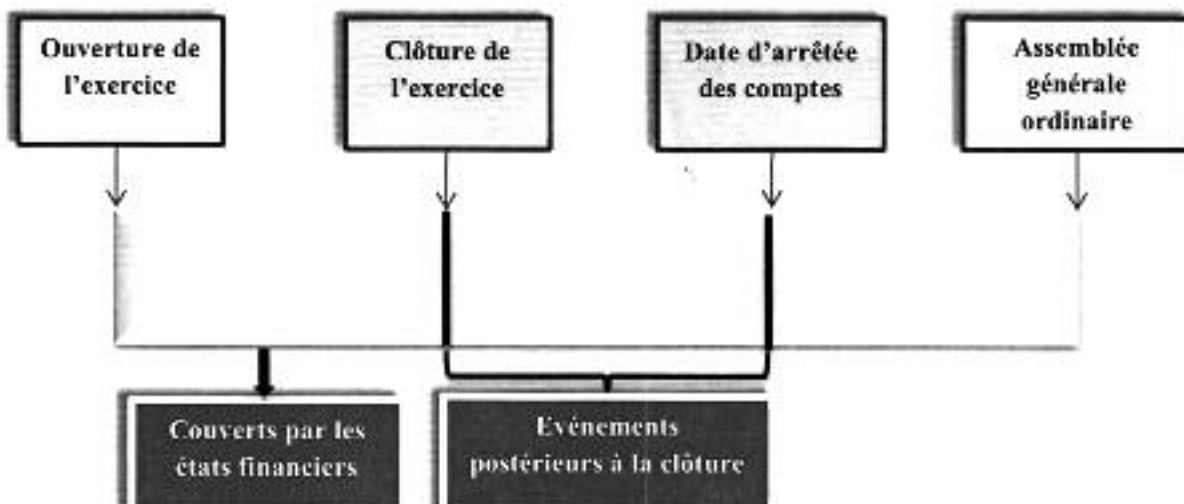 Ouverture de
l'exercice
Clôture de
l'exercice
Date d'arrêtée
des comptes
Assemblée
générale
ordinaire
Couverts par les
états financiers
Evénements
postérieurs à la clôture